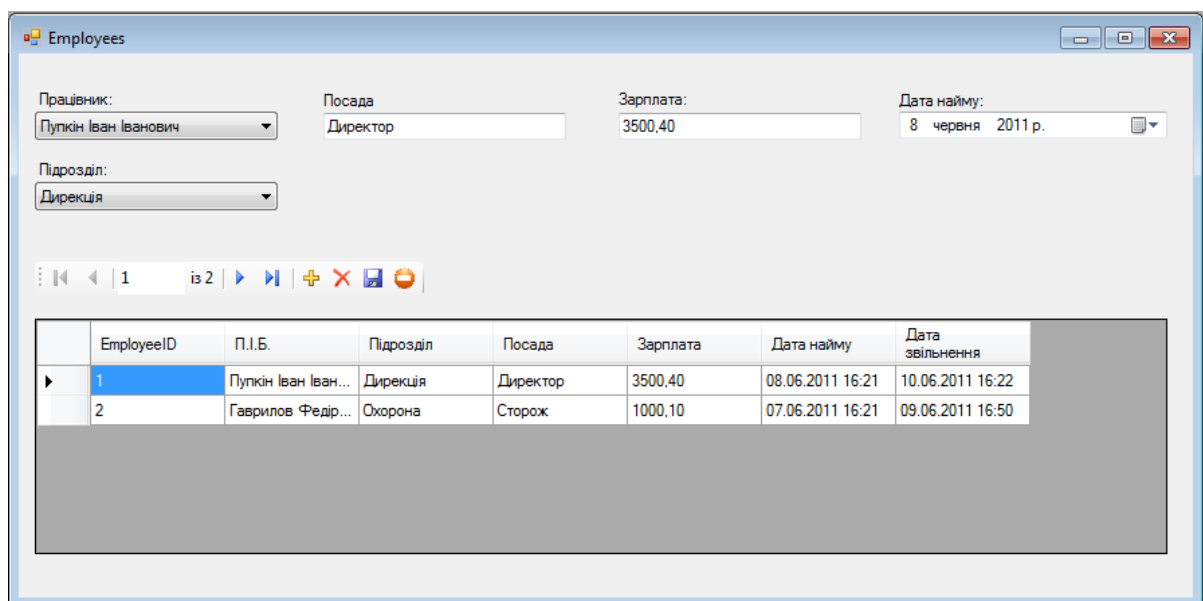 Employees
Працівник: Посада Зарплата: Дата найму:
Пупкін Іван Іванович Директор 3500,40 8 червня 2011 р.
Підрозділ:
Дирекція
1 із 2
EmployeeID П.І.Б. Підрозділ Посада Зарплата Дата найму Дата звільнення
1 Пупкін Іван Іван... Дирекція Директор 3500,40 08.06.2011 16:21 10.06.2011 16:22
2 Гаврилов Федір... Охорона Сторож 1000,10 07.06.2011 16:21 09.06.2011 16:50